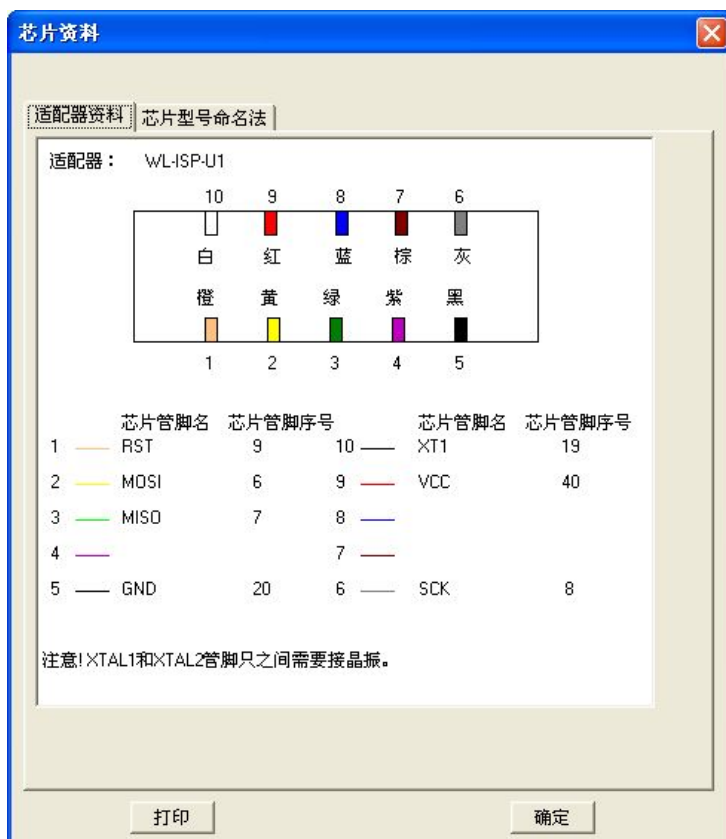 芯片资料
适配器资料 芯片型号命名法
适配器： WL-ISP-U1
10 9 8 7 6
白 红 蓝 棕 灰
橙 黄 绿 紫 黑
1 2 3 4 5
芯片管脚名 芯片管脚序号 芯片管脚名 芯片管脚序号
1 RST 9 10 XT1 19
2 MOSI 6 9 VCC 40
3 MISO 7 8
4 7
5 GND 20 6 SCK 8
注意!XTAL1和XTAL2管脚只之间需要接晶振。
打印 确定